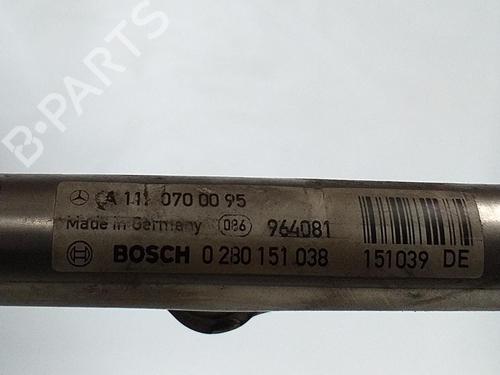 B-PARTS
A 111 070 00 95
Made in Germany 086 964081
BOSCH 0 280 151 038 151039 DE